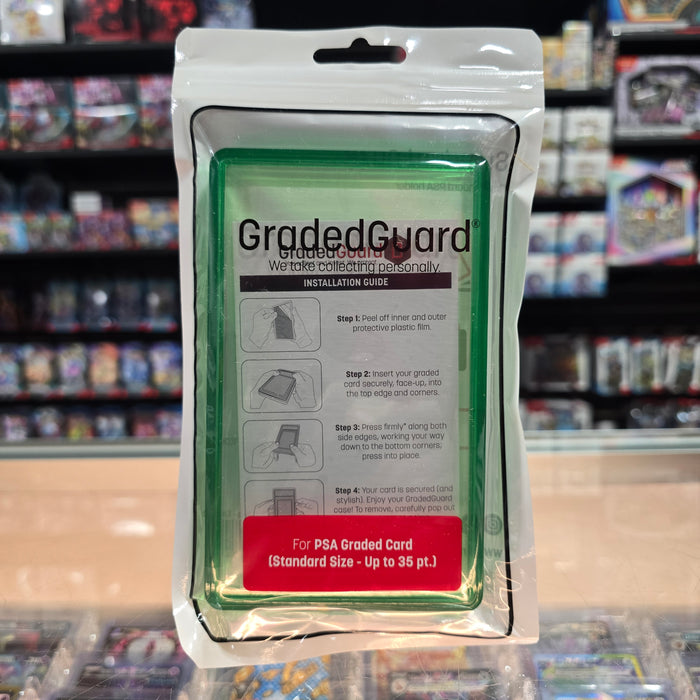 GradedGuard®
GradedGuard
We take collecting personally.
INSTALLATION GUIDE
Step 1: Peel off inner and outer
protective plastic film.
Step 2: Insert your graded
card securely, face-up, into
the top edge and corners.
Step 3: Press firmly* along both
side edges, working your way
down to the bottom corners,
press into place.
Step 4: Your card is secured (and
stylish). Enjoy your GradedGuard
case! To remove, carefully pop out
For PSA Graded Card
(Standard Size - Up to 35 pt.)